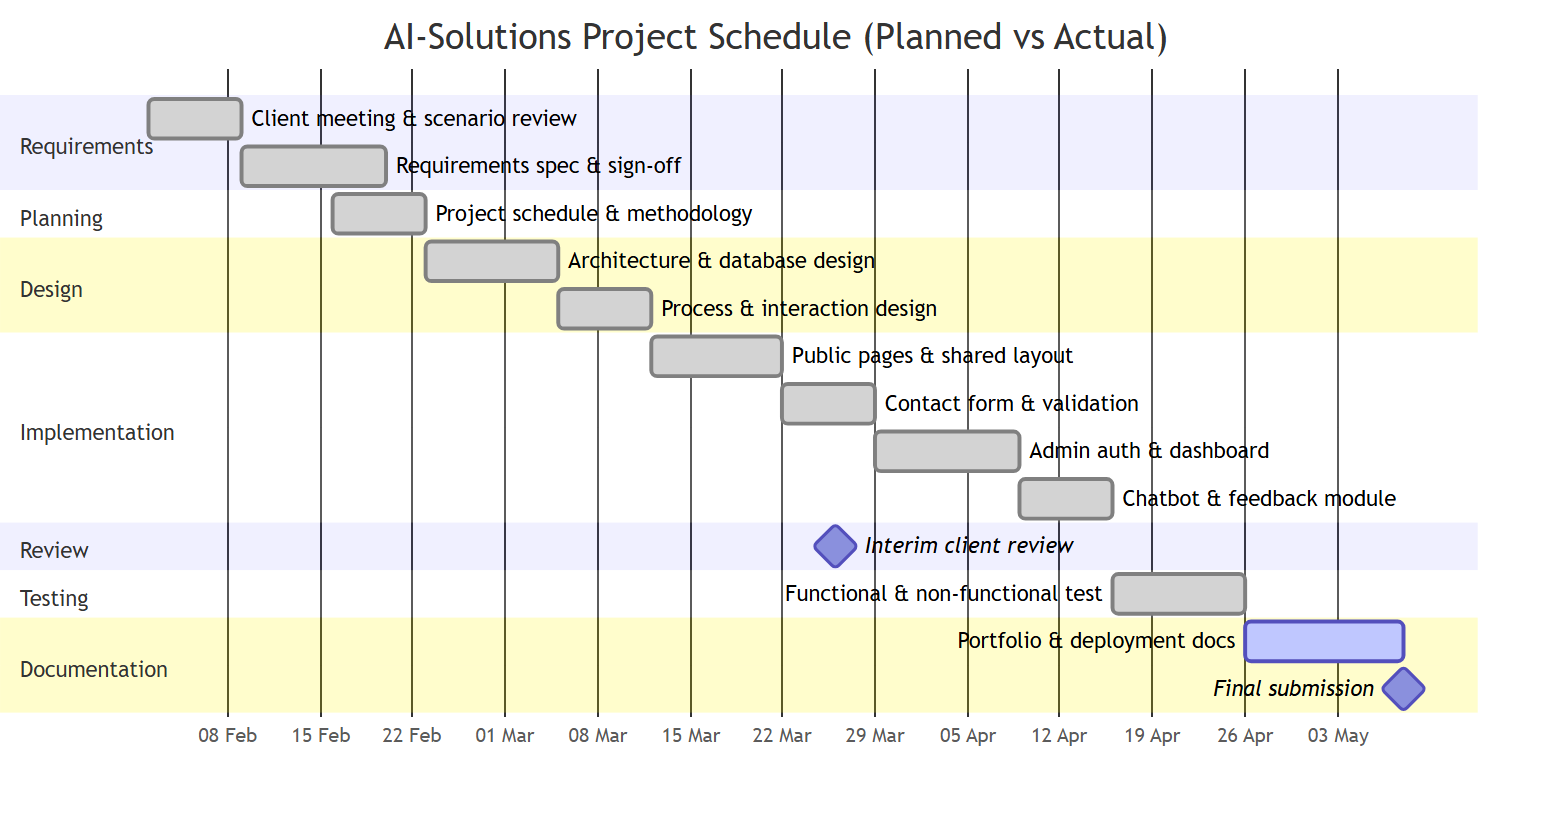 AI-Solutions Project Schedule (Planned vs Actual)
Requirements
Client meeting & scenario review
Requirements spec & sign-off
Planning
Project schedule & methodology
Design
Architecture & database design
Process & interaction design
Implementation
Public pages & shared layout
Contact form & validation
Admin auth & dashboard
Chatbot & feedback module
Review
Interim client review
Testing
Functional & non-functional test
Documentation
Portfolio & deployment docs
Final submission
08 Feb 15 Feb 22 Feb 01 Mar 08 Mar 15 Mar 22 Mar 29 Mar 05 Apr 12 Apr 19 Apr 26 Apr 03 May